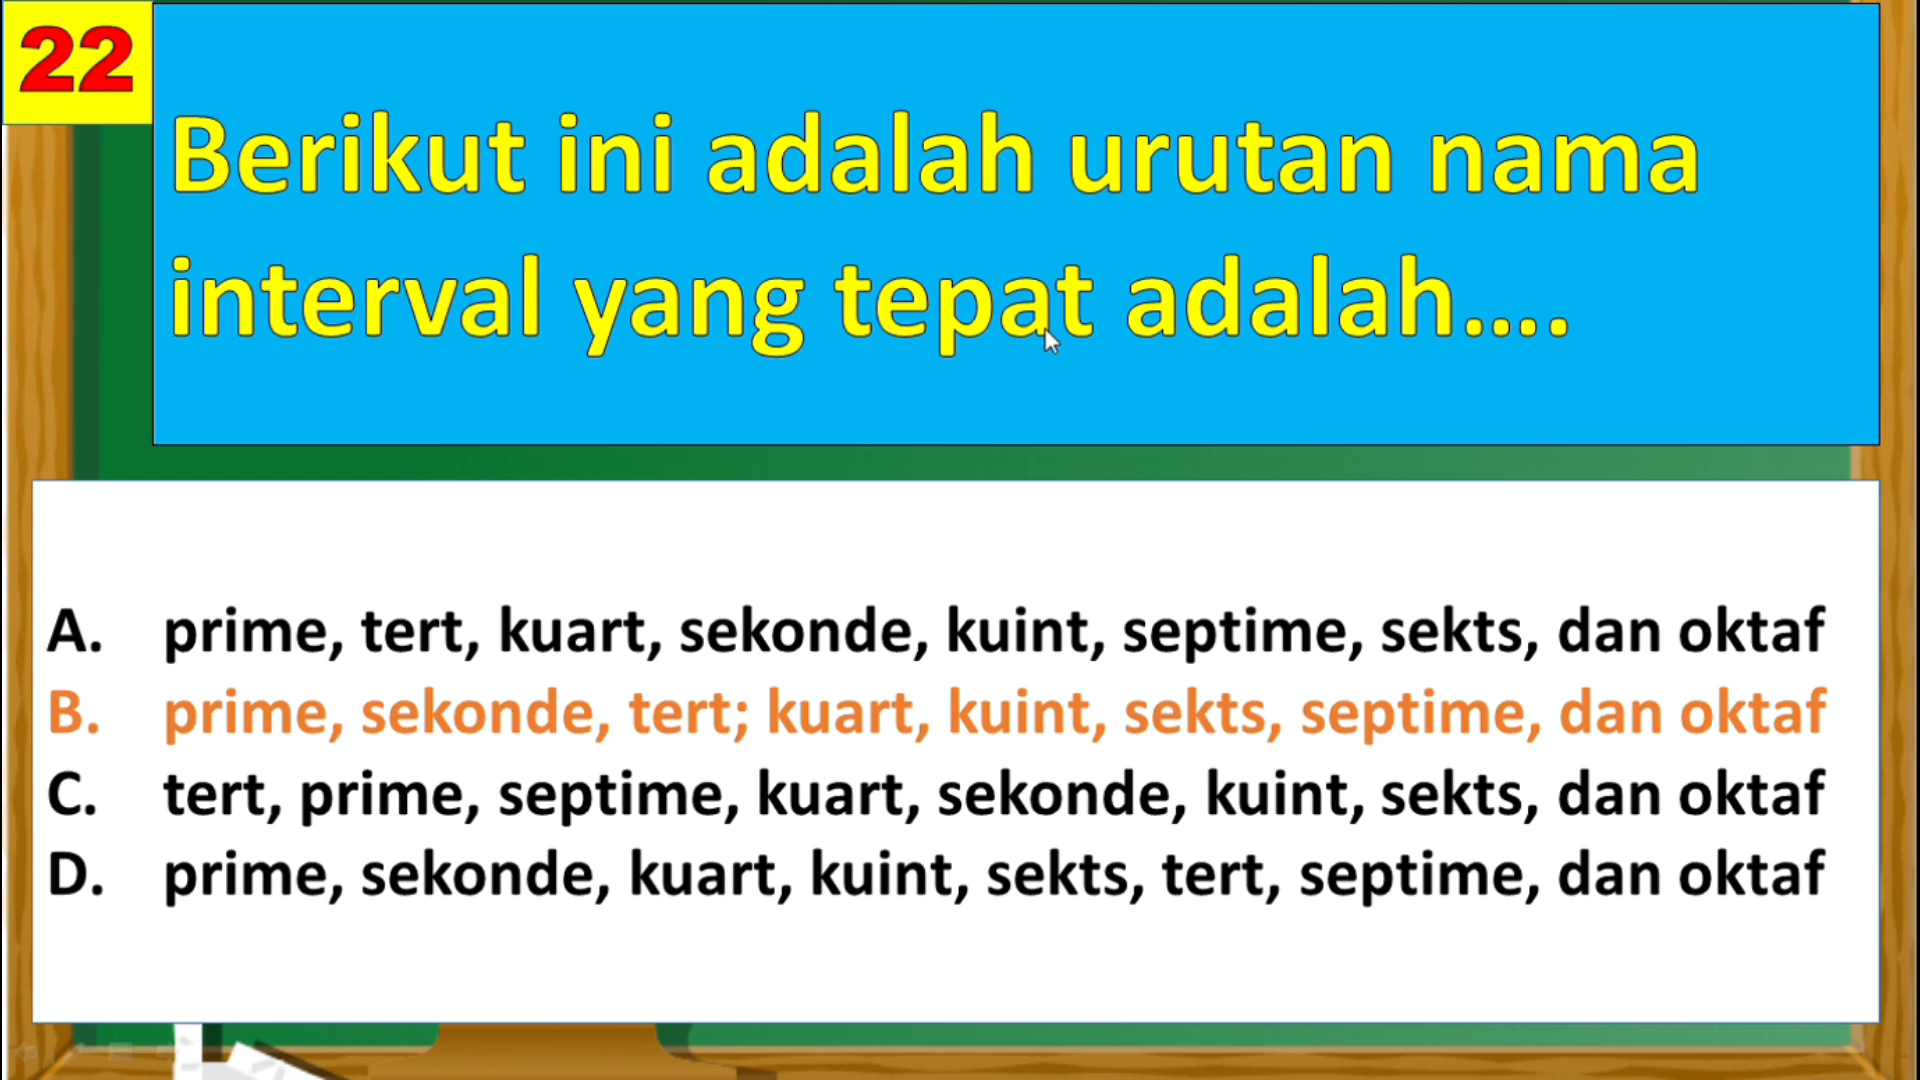 22
Berikut ini adalah urutan nama
interval yang tepat adalah....
A. prime, tert, kuart, sekonde, kuint, septime, sekts, dan oktaf
B. prime, sekonde, tert; kuart, kuint, sekts, septime, dan oktaf
C. tert, prime, septime, kuart, sekonde, kuint, sekts, dan oktaf
D. prime, sekonde, kuart, kuint, sekts, tert, septime, dan oktaf